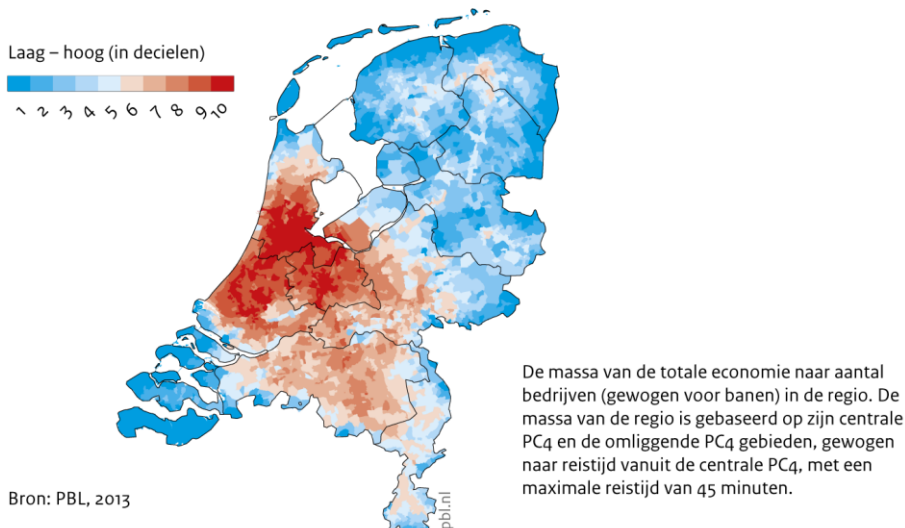 Laag – hoog (in decielen)
1 2 3 4 5 6 7 8 9 10
De massa van de totale economie naar aantal
bedrijven (gewogen voor banen) in de regio. De
massa van de regio is gebaseerd op zijn centrale
PC4 en de omliggende PC4 gebieden, gewogen
naar reistijd vanuit de centrale PC4, met een
maximale reistijd van 45 minuten.
Bron: PBL, 2013
pbl.nl